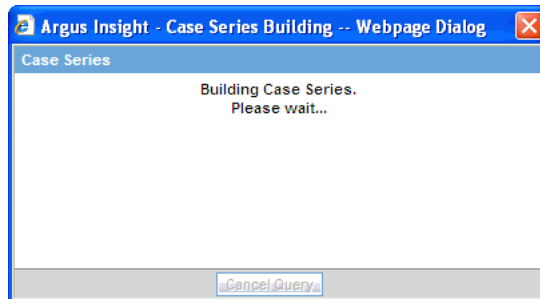 Argus Insight - Case Series Building -- Webpage Dialog
Case Series
Building Case Series.
Please wait...
Cancel Query